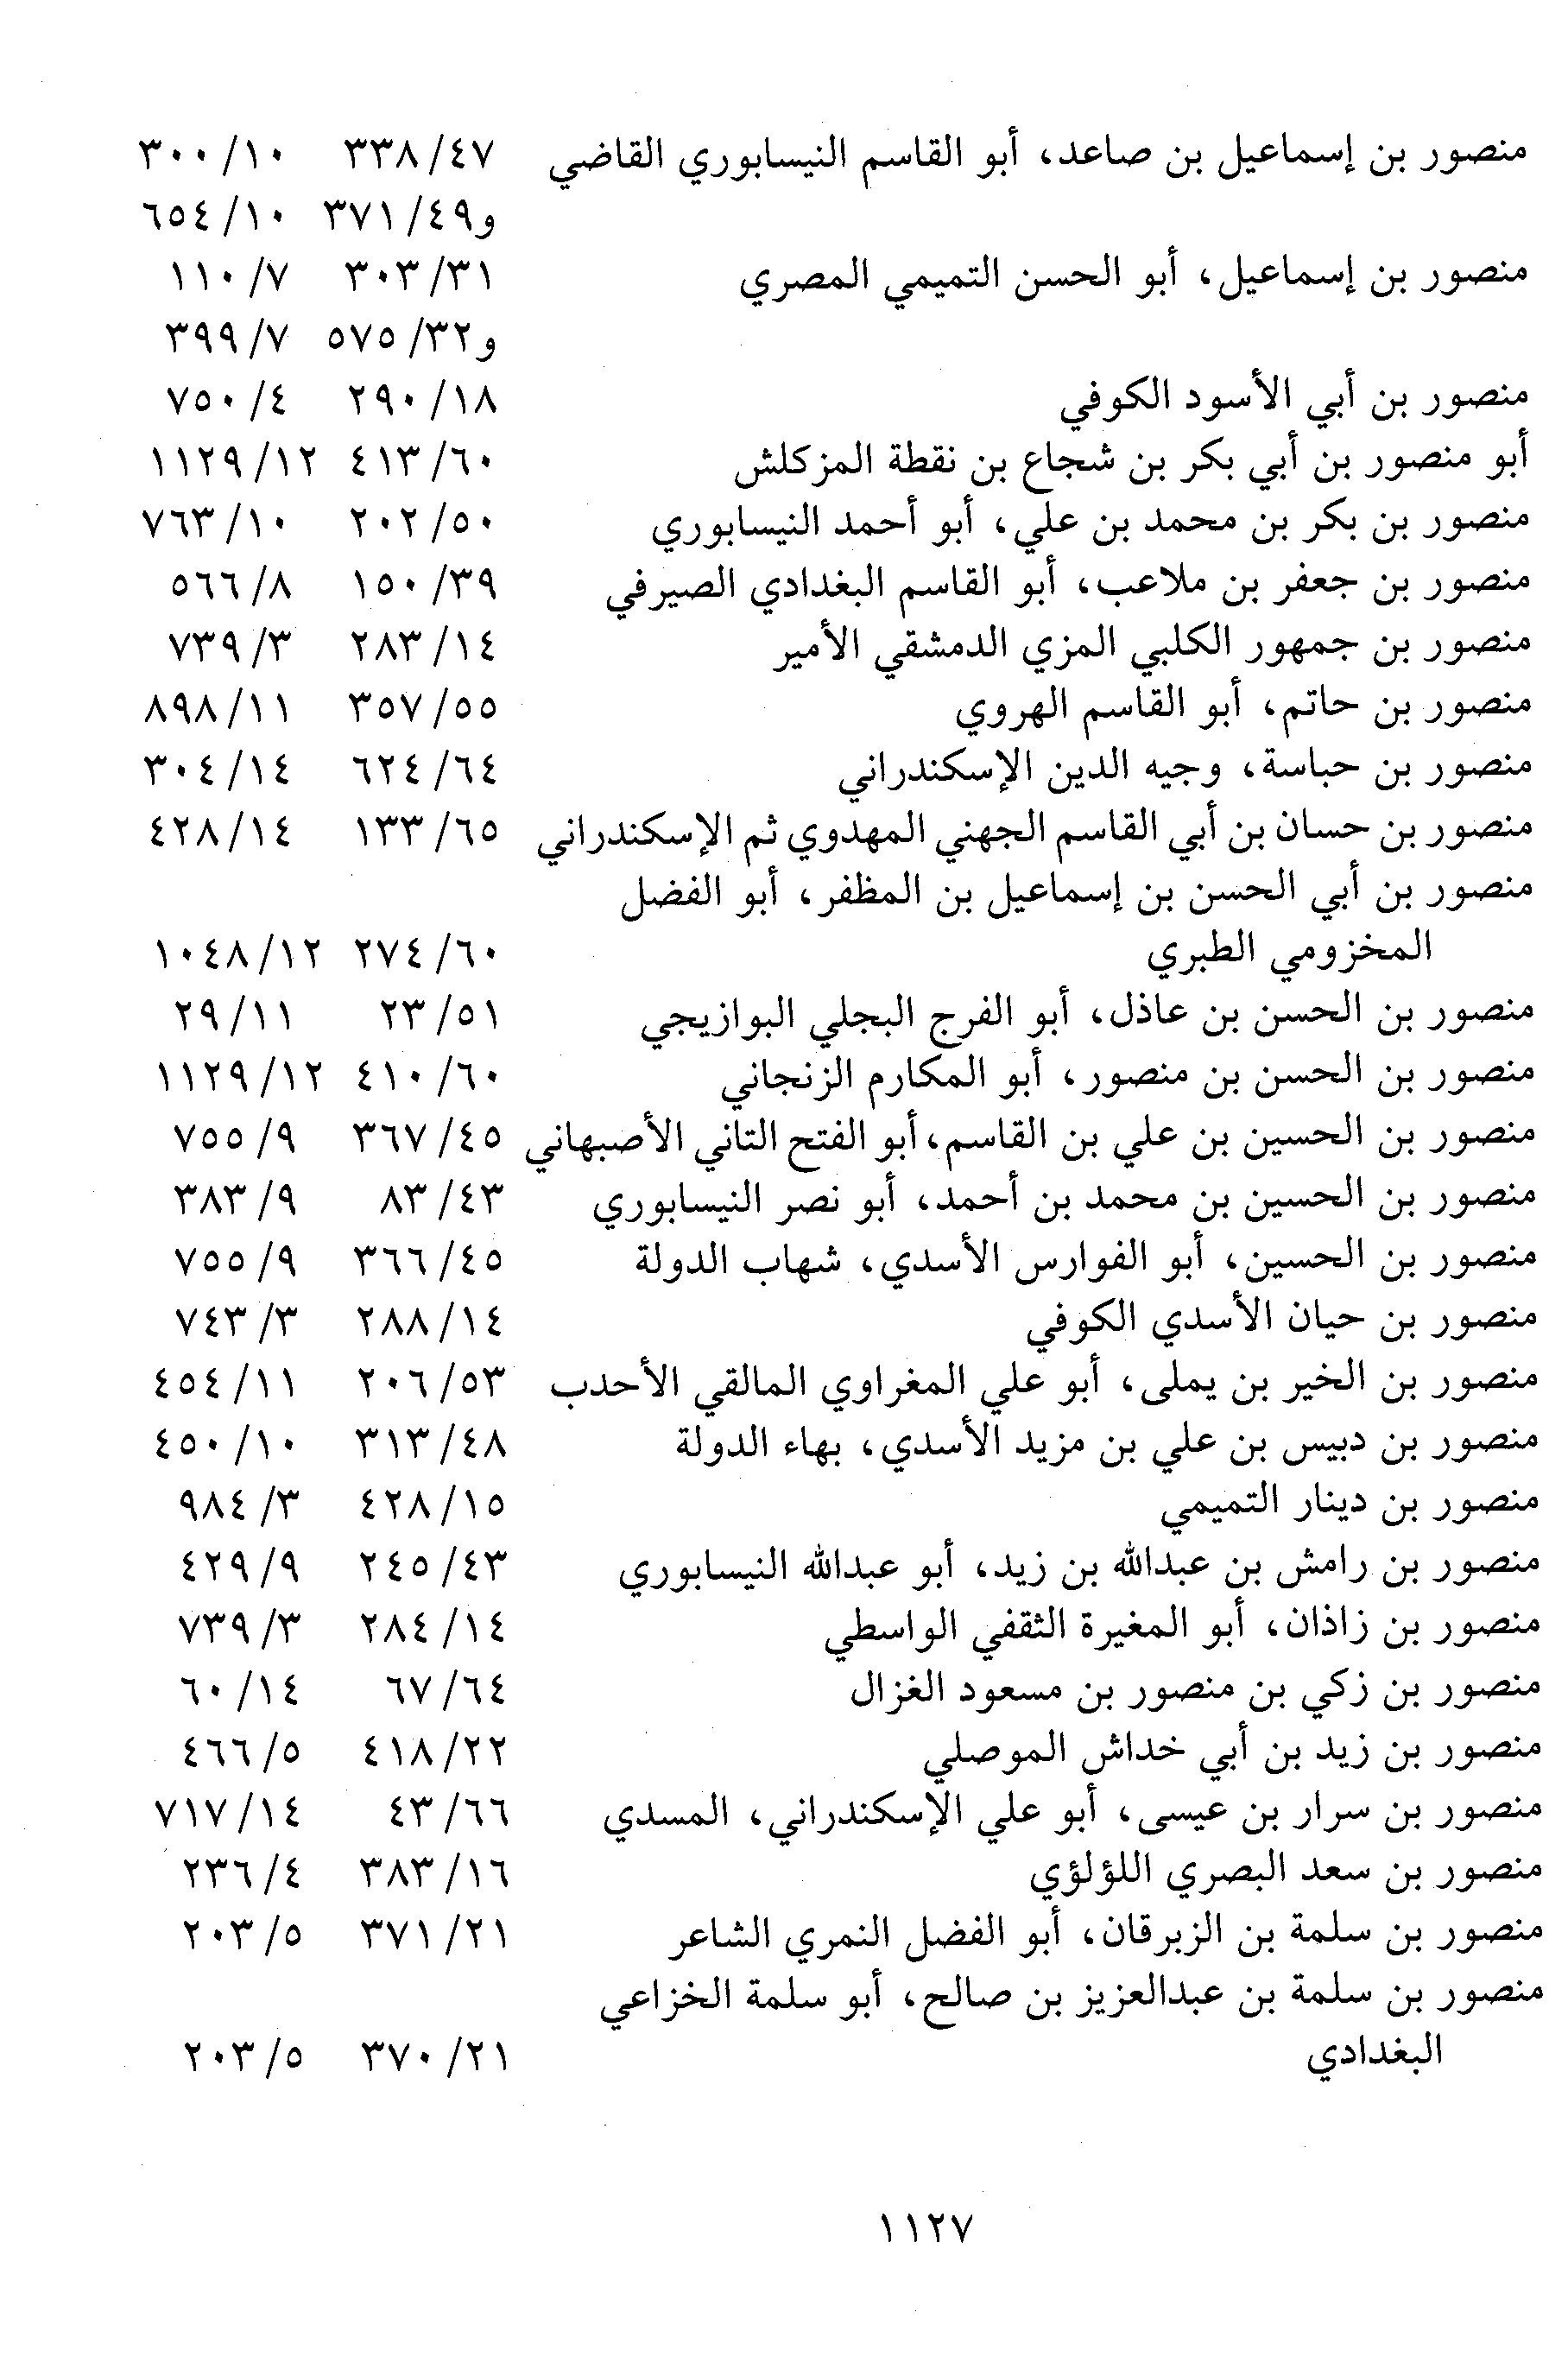 منصور بن إسماعيل بن صاعد، أبو القاسم النيسابوري القاضي ٤٧/ ٣٣٨ ١٠/ ٣٠٠
و٤٩/ ٣٧١ ١٠/ ٦٥٤
منصور بن إسماعيل، أبو الحسن التميمي المصري ٣١/ ٣٠٣ ٧/ ١١٠
و٣٢/ ٥٧٥ ٧/ ٣٩٩
منصور بن أبي الأسود الكوفي ١٨/ ٢٩٠ ٤/ ٧٥٠
أبو منصور بن أبي بكر بن شجاع بن نقطة المزكلش ٦٠/ ٤١٣ ١٢/ ١١٢٩
منصور بن بكر بن محمد بن علي، أبو أحمد النيسابوري ٥٠/ ٢٠٢ ١٠/ ٧٦٣
منصور بن جعفر بن ملاعب، أبو القاسم البغدادي الصيرفي ٣٩/ ١٥٠ ٨/ ٥٦٦
منصور بن جمهور الكلبي المزي الدمشقي الأمير ١٤/ ٢٨٣ ٣/ ٧٣٩
منصور بن حاتم، أبو القاسم الهروي ٥٥/ ٣٥٧ ١١/ ٨٩٨
منصور بن حباسة، وجيه الدين الإسكندراني ٦٤/ ٦٢٤ ١٤/ ٣٠٤
منصور بن حسان بن أبي القاسم الجهني المهدوي ثم الإسكندراني ٦٥/ ١٣٣ ١٤/ ٤٢٨
منصور بن أبي الحسن بن إسماعيل بن المظفر، أبو الفضل
المخزومي الطبري ٦٠/ ٢٧٤ ١٢/ ١٠٤٨
منصور بن الحسن بن عاذل، أبو الفرج البجلي البوازيجي ٥١/ ٢٣ ١١/ ٢٩
منصور بن الحسن بن منصور، أبو المكارم الزنجاني ٦٠/ ٤١٠ ١٢/ ١١٢٩
منصور بن الحسين بن علي بن القاسم، أبو الفتح التاني الأصبهاني ٤٥/ ٣٦٧ ٩/ ٧٥٥
منصور بن الحسين بن محمد بن أحمد، أبو نصر النيسابوري ٤٣/ ٨٣ ٩/ ٣٨٣
منصور بن الحسين، أبو الفوارس الأسدي، شهاب الدولة ٤٥/ ٣٦٦ ٩/ ٧٥٥
منصور بن حيان الأسدي الكوفي ١٤/ ٢٨٨ ٣/ ٧٤٣
منصور بن الخير بن يملى، أبو علي المغراوي المالقي الأحدب ٥٣/ ٢٠٦ ١١/ ٤٥٤
منصور بن دبيس بن علي بن مزيد الأسدي، بهاء الدولة ٤٨/ ٣١٣ ١٠/ ٤٥٠
منصور بن دينار التميمي ١٥/ ٤٢٨ ٣/ ٩٨٤
منصور بن رامش بن عبدالله بن زيد، أبو عبدالله النيسابوري ٤٣/ ٢٤٥ ٩/ ٤٢٩
منصور بن زاذان، أبو المغيرة الثقفي الواسطي ١٤/ ٢٨٤ ٣/ ٧٣٩
منصور بن زكي بن منصور بن مسعود الغزال ٦٤/ ٦٧ ١٤/ ٦٠
منصور بن زيد بن أبي خداش الموصلي ٢٢/ ٤١٨ ٥/ ٤٦٦
منصور بن سرار بن عيسى، أبو علي الإسكندراني، المسدي ٦٦/ ٤٣ ١٤/ ٧١٧
منصور بن سعد البصري اللؤلؤي ١٦/ ٣٨٣ ٤/ ٢٣٦
منصور بن سلمة بن الزبرقان، أبو الفضل النمري الشاعر ٢١/ ٣٧١ ٥/ ٢٠٣
منصور بن سلمة بن عبدالعزيز بن صالح، أبو سلمة الخزاعي
البغدادي ٢١/ ٣٧٠ ٥/ ٢٠٣
١١٢٧